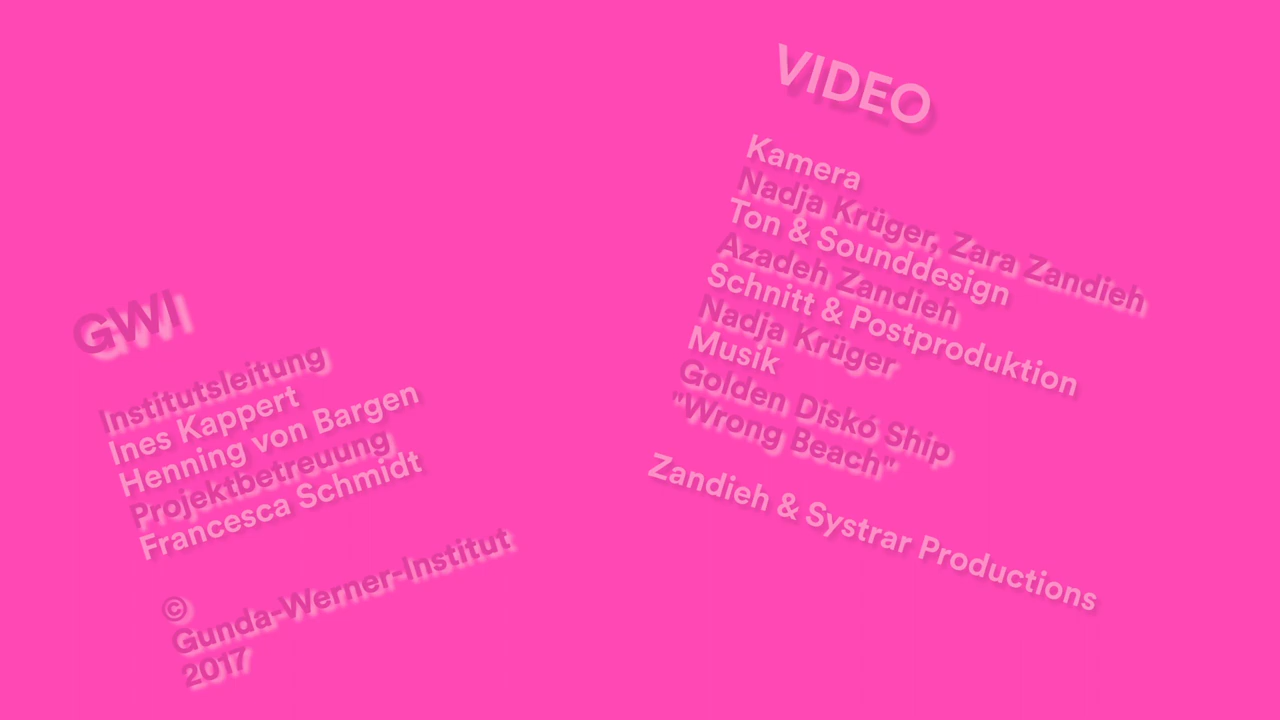 GWI
Institutsleitung
Ines Kappert
Henning von Bargen
Projektbetreuung
Francesca Schmidt
©
Gunda-Werner-Institut
2017
VIDEO
Kamera
Nadja Krüger, Zara Zandieh
Ton & Sounddesign
Azadeh Zandieh
Schnitt & Postproduktion
Nadja Krüger
Musik
Golden Diskó Ship
"Wrong Beach"
Zandieh & Systrar Productions